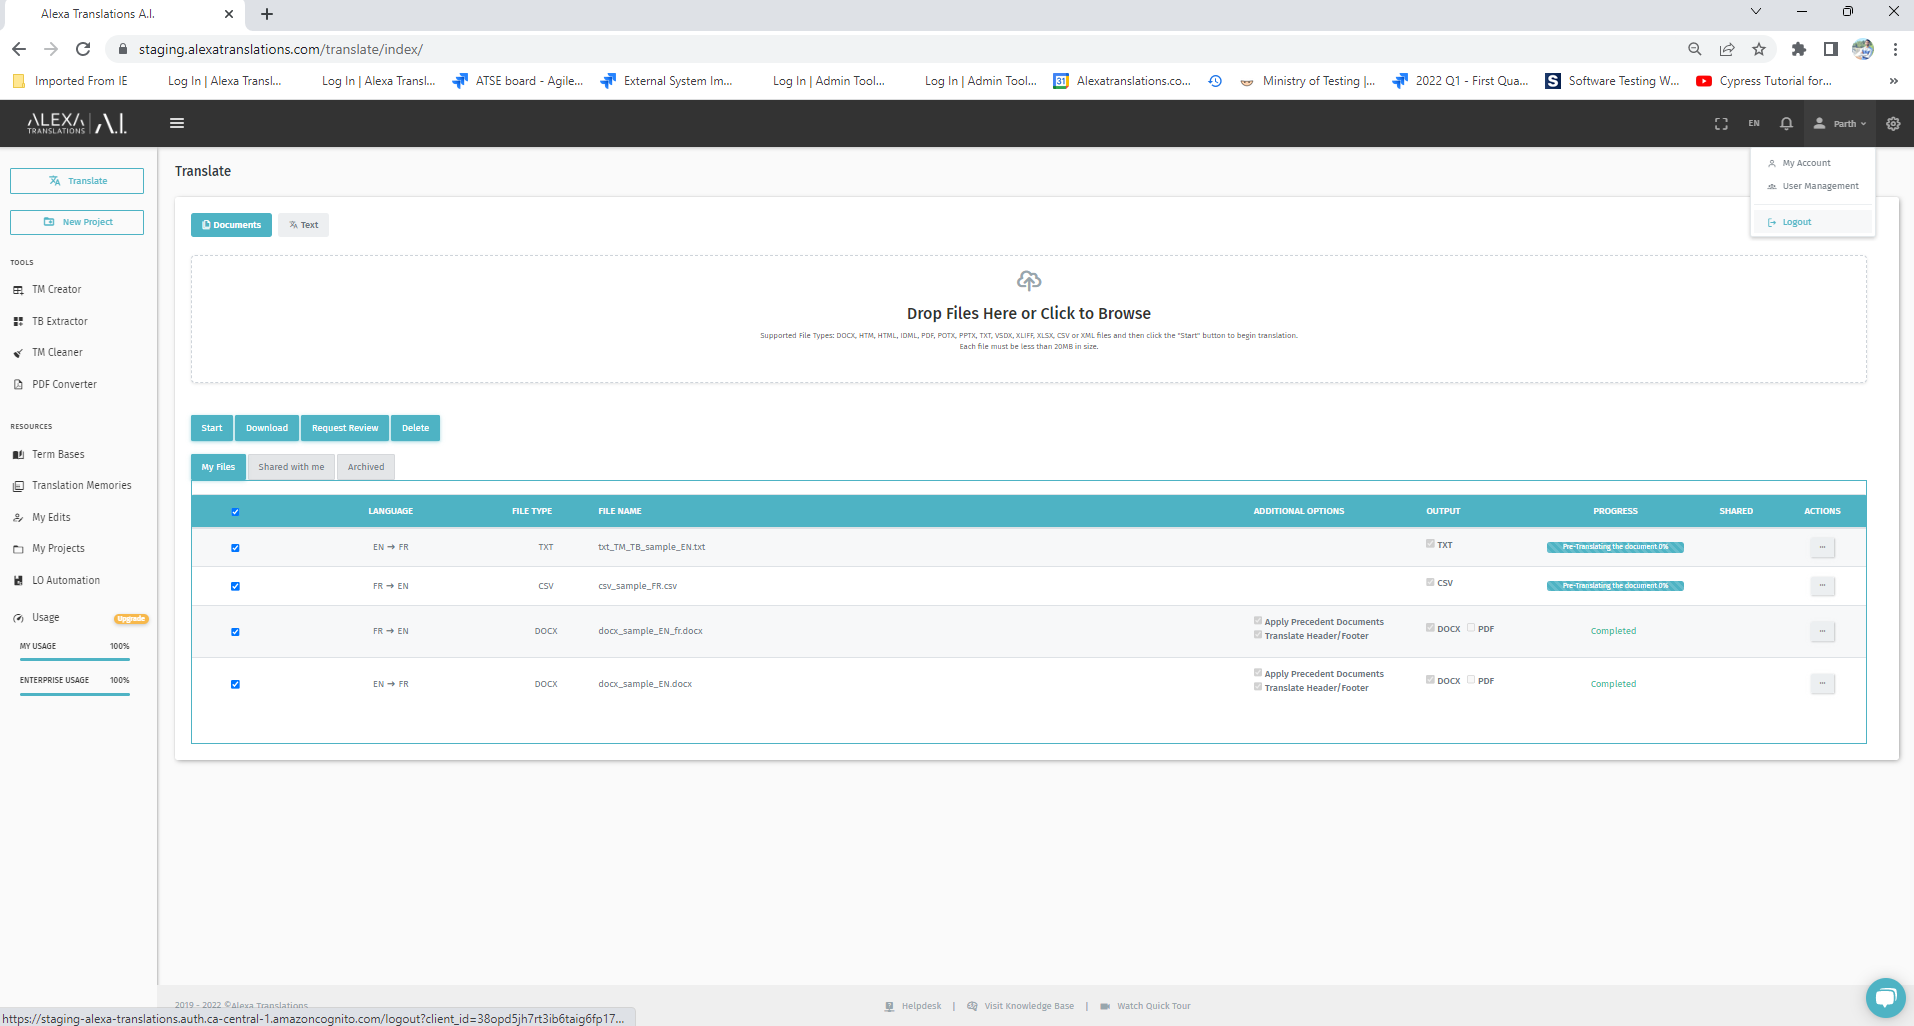 Alexa Translations A.I.
staging.alexatranslations.com/translate/index/
Imported From IE
Log In | Alexa Transl...
Log In | Alexa Transl...
ATSE board - Agile...
External System Im...
Log In | Admin Tool...
Log In | Admin Tool...
31
Alexatranslations.co...
Ministry of Testing |...
2022 Q1 - First Qua...
S
Software Testing W...
Cypress Tutorial for...
»
ALEXA TRANSLATIONS | A.I.
EN
Parth
My Account
User Management
Logout
Translate
New Project
TOOLS
TM Creator
TB Extractor
TM Cleaner
PDF Converter
RESOURCES
Term Bases
Translation Memories
My Edits
My Projects
LO Automation
Usage
Upgrade
MY USAGE 100%
ENTERPRISE USAGE 100%
Translate
Documents
Text
Drop Files Here or Click to Browse
Supported File Types: DOCX, HTM, HTML, IDML, PDF, POTX, PPTX, TXT, VSDX, XLIFF, XLSX, CSV or XML files and then click the "Start" button to begin translation.
Each file must be less than 20MB in size.
Start
Download
Request Review
Delete
My Files
Shared with me
Archived
LANGUAGE FILE TYPE FILE NAME ADDITIONAL OPTIONS OUTPUT PROGRESS SHARED ACTIONS
EN → FR TXT txt_TM_TB_sample_EN.txt TXT Pre-Translating the document 0% ...
FR → EN CSV csv_sample_FR.csv CSV Pre-Translating the document 0% ...
FR → EN DOCX docx_sample_EN_fr.docx Apply Precedent Documents DOCX PDF Completed ...
Translate Header/Footer
EN → FR DOCX docx_sample_EN.docx Apply Precedent Documents DOCX PDF Completed ...
Translate Header/Footer
2019 - 2022 ©Alexa Translations
Helpdesk | Visit Knowledge Base | Watch Quick Tour
https://staging-alexa-translations.auth.ca-central-1.amazoncognito.com/logout?client_id=38opd5jh7rt3ib6taig6fp17...